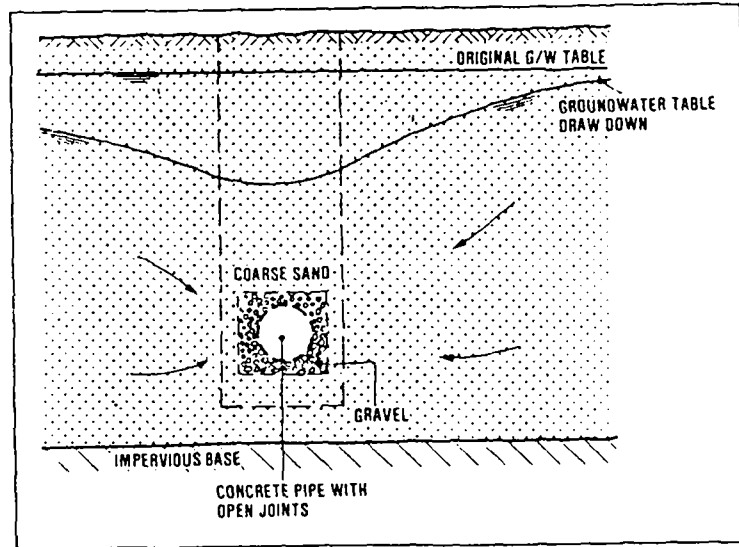 ORIGINAL G/W TABLE
GROUNDWATER TABLE
DRAW DOWN
COARSE SAND
GRAVEL
IMPERVIOUS BASE
CONCRETE PIPE WITH
OPEN JOINTS